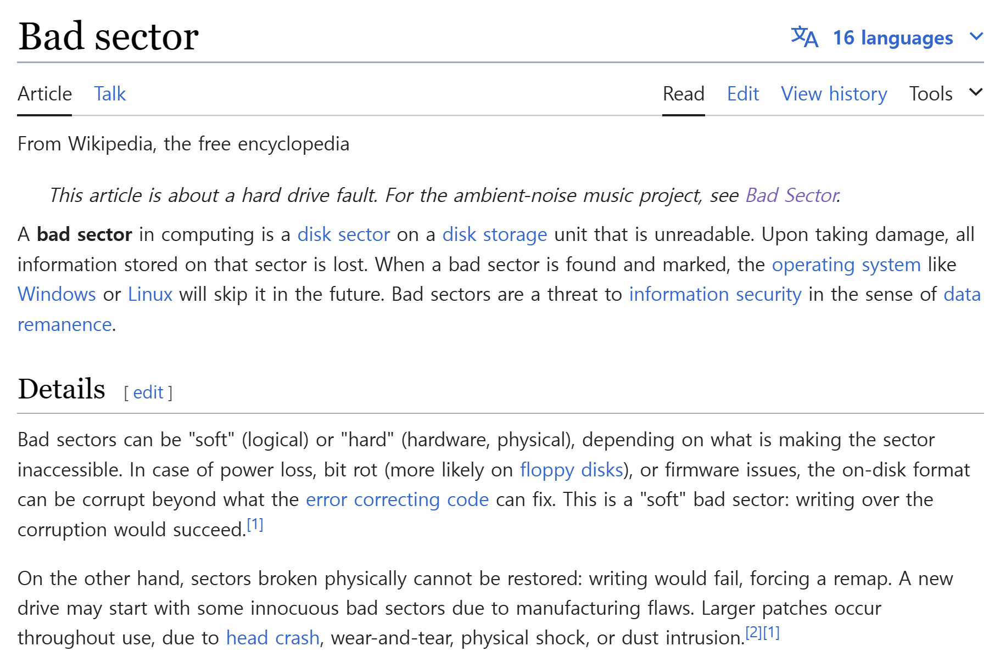 Bad sector
16 languages
Article Talk Read Edit View history Tools
From Wikipedia, the free encyclopedia
This article is about a hard drive fault. For the ambient-noise music project, see Bad Sector.
A bad sector in computing is a disk sector on a disk storage unit that is unreadable. Upon taking damage, all
information stored on that sector is lost. When a bad sector is found and marked, the operating system like
Windows or Linux will skip it in the future. Bad sectors are a threat to information security in the sense of data
remanence.
Details [ edit ]
Bad sectors can be "soft" (logical) or "hard" (hardware, physical), depending on what is making the sector
inaccessible. In case of power loss, bit rot (more likely on floppy disks), or firmware issues, the on-disk format
can be corrupt beyond what the error correcting code can fix. This is a "soft" bad sector: writing over the
corruption would succeed.[1]
On the other hand, sectors broken physically cannot be restored: writing would fail, forcing a remap. A new
drive may start with some innocuous bad sectors due to manufacturing flaws. Larger patches occur
throughout use, due to head crash, wear-and-tear, physical shock, or dust intrusion.[2][1]